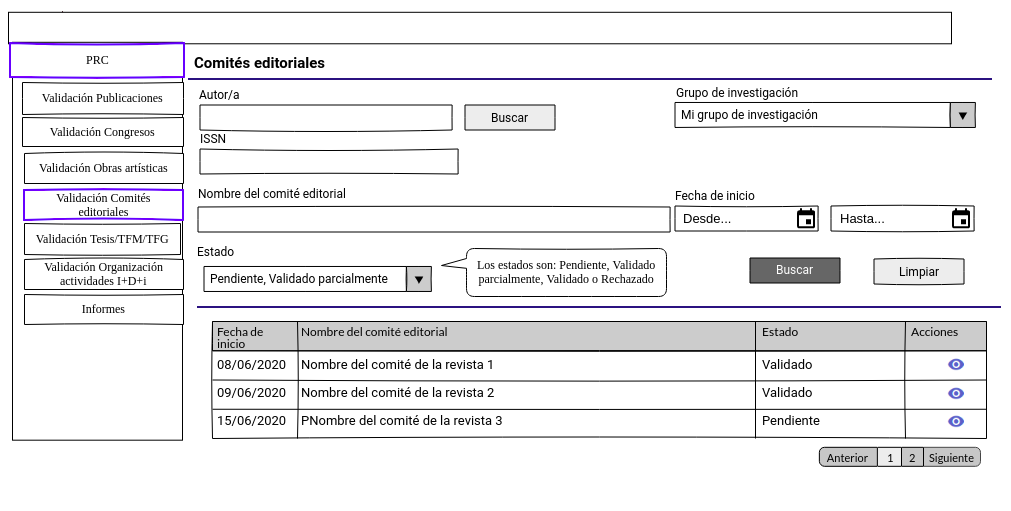 PRC
Validación Publicaciones
Validación Congresos
Validación Obras artísticas
Validación Comités
editoriales
Validación Tesis/TFM/TFG
Validación Organización
actividades I+D+i
Informes
Comités editoriales
Autor/a
Buscar
Grupo de investigación
Mi grupo de investigación
ISSN
Nombre del comité editorial
Fecha de inicio
Desde...
Hasta...
Estado
Pendiente, Validado parcialmente
Los estados son: Pendiente, Validado
parcialmente, Validado o Rechazado
Buscar
Limpiar
Fecha de
inicio
Nombre del comité editorial
Estado
Acciones
08/06/2020 Nombre del comité de la revista 1 Validado
09/06/2020 Nombre del comité de la revista 2 Validado
15/06/2020 PNombre del comité de la revista 3 Pendiente
Anterior 1 2 Siguiente